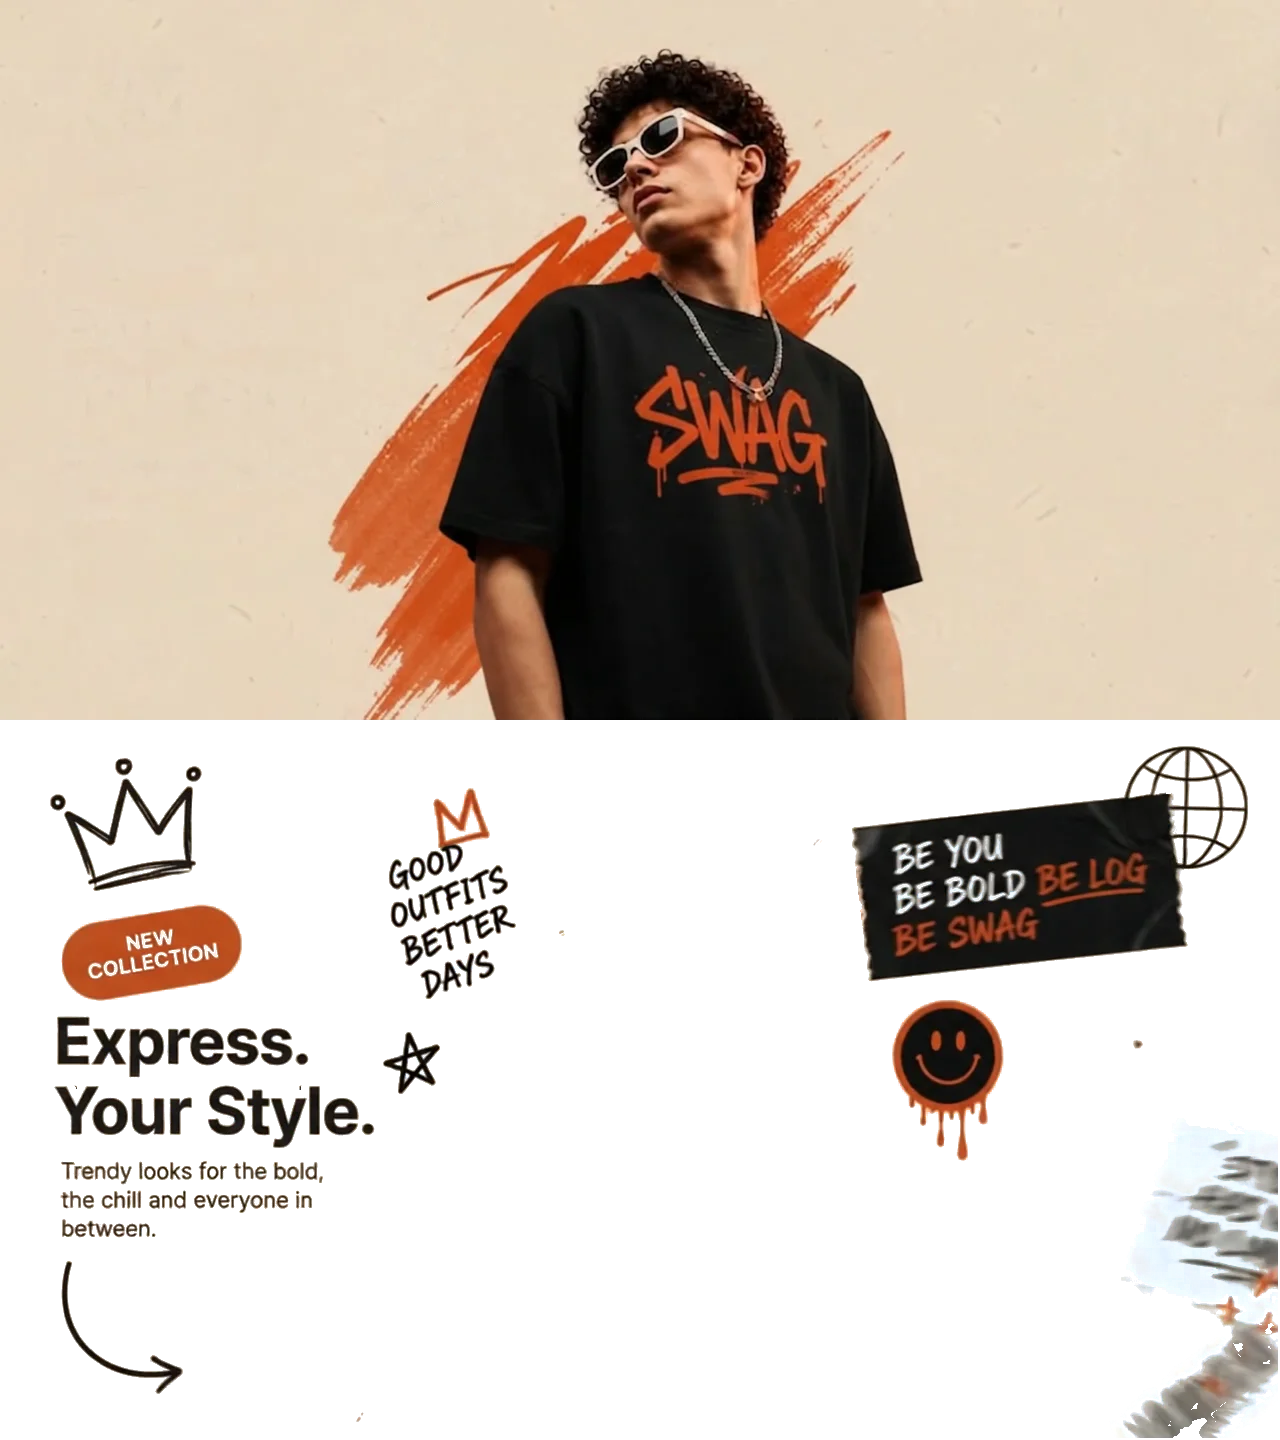 SWAG
NEW
COLLECTION
Express.
Your Style.
Trendy looks for the bold,
the chill and everyone in
between.
GOOD
OUTFITS
BETTER
DAYS
BE YOU
BE BOLD BE LOG
BE SWAG